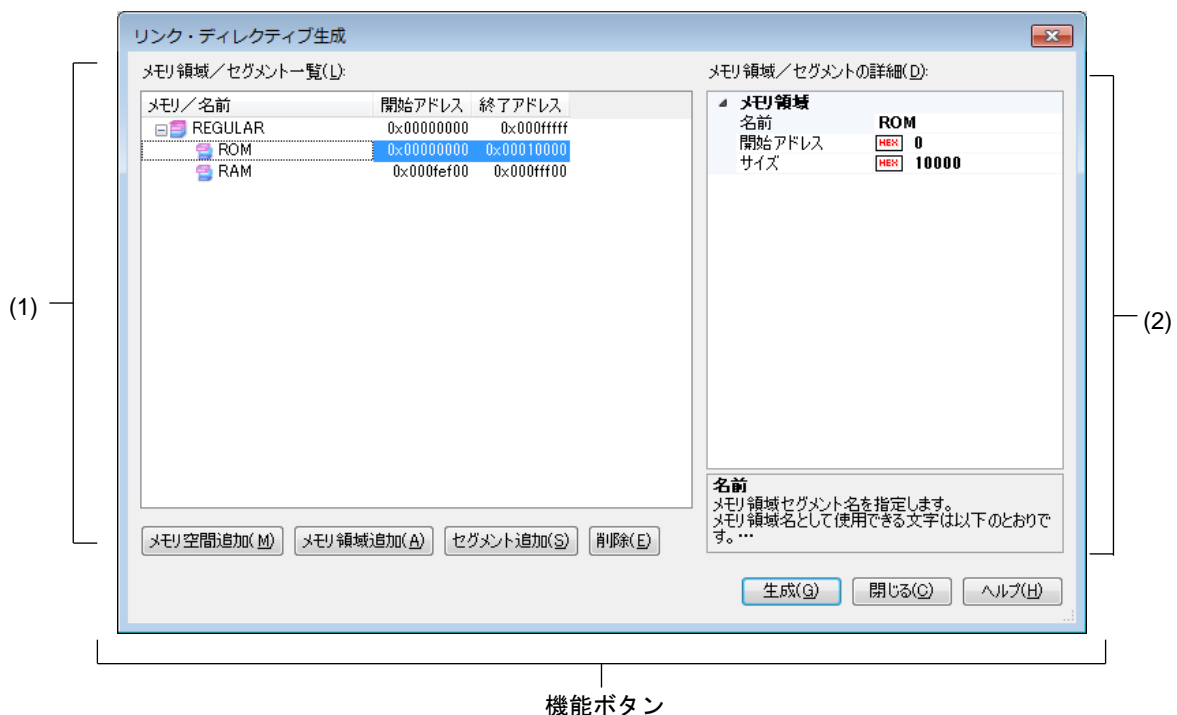 リンク・ディレクティブ生成
メモリ領域/セグメント一覧(L):
メモリ/名前 開始アドレス 終了アドレス
REGULAR 0x00000000 0x000fffff
ROM 0x00000000 0x00010000
RAM 0x000fef00 0x000fff00
メモリ空間追加(M) メモリ領域追加(A) セグメント追加(S) 削除(E)
メモリ領域/セグメントの詳細(D):
メモリ領域
名前 ROM
開始アドレス HEX 0
サイズ HEX 10000
名前
メモリ領域セグメント名を指定します。
メモリ領域名として使用できる文字は以下のとおりで
す。…
生成(G) 閉じる(C) ヘルプ(H)
(1)
(2)
機能ボタン